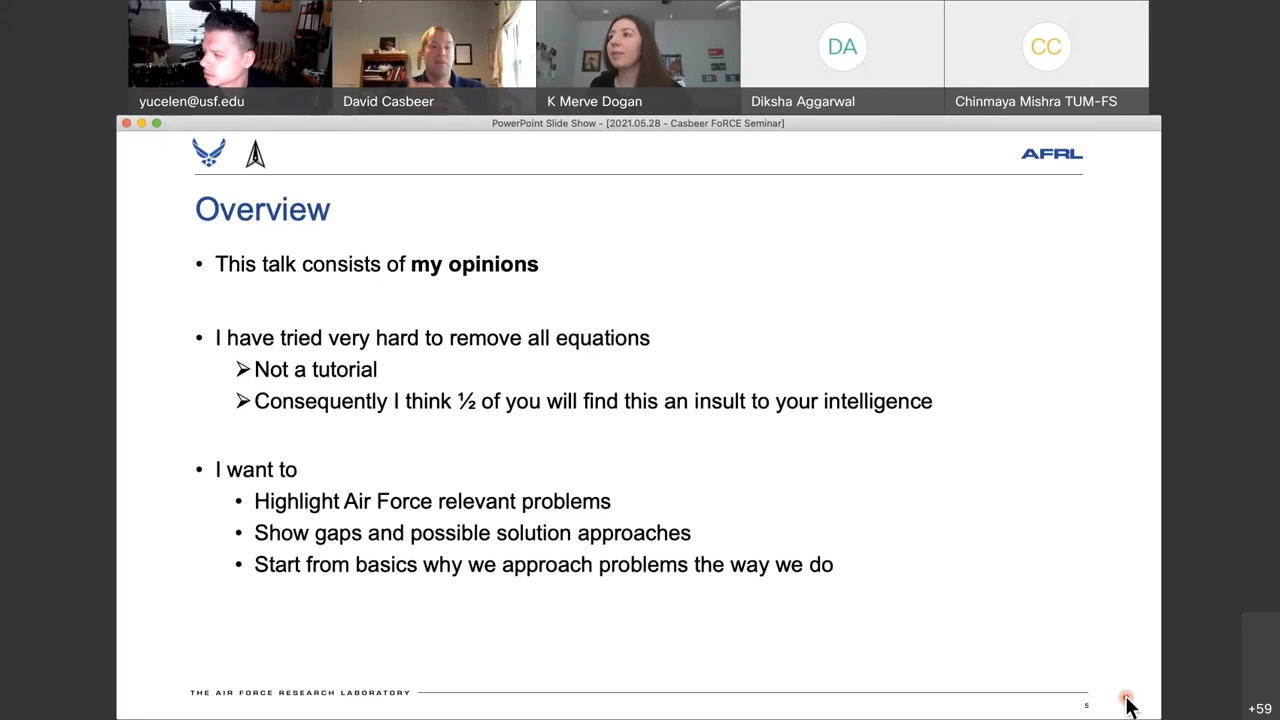 yucelen@usf.edu
David Casbeer
K Merve Dogan
DA
Diksha Aggarwal
CC
Chinmaya Mishra TUM-FS
PowerPoint Slide Show - [2021.05.28 – Casbeer FoRCE Seminar]
AFRL
Overview
• This talk consists of my opinions
• I have tried very hard to remove all equations
➢ Not a tutorial
➢ Consequently I think ½ of you will find this an insult to your intelligence
• I want to
• Highlight Air Force relevant problems
• Show gaps and possible solution approaches
• Start from basics why we approach problems the way we do
THE AIR FORCE RESEARCH LABORATORY
5
+59